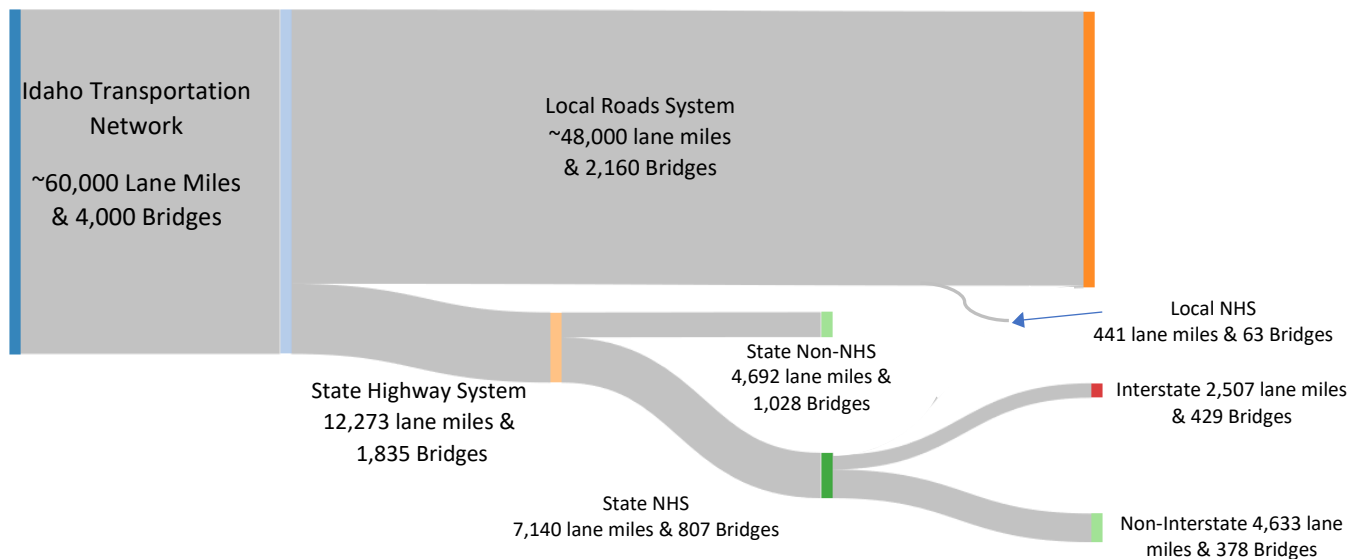 Idaho Transportation
Network
~60,000 Lane Miles
& 4,000 Bridges
Local Roads System
~48,000 lane miles
& 2,160 Bridges
Local NHS
441 lane miles & 63 Bridges
State Non-NHS
4,692 lane miles &
1,028 Bridges
State Highway System
12,273 lane miles &
1,835 Bridges
Interstate 2,507 lane miles
& 429 Bridges
State NHS
7,140 lane miles & 807 Bridges
Non-Interstate 4,633 lane
miles & 378 Bridges